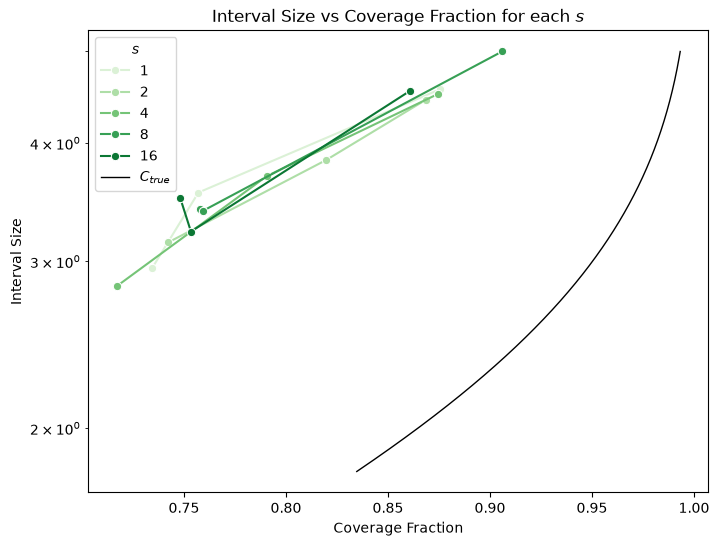 Interval Size vs Coverage Fraction for each s
s
1
2
4
8
16
C_true
4 × 10⁰
3 × 10⁰
2 × 10⁰
Interval Size
0.75 0.80 0.85 0.90 0.95 1.00
Coverage Fraction